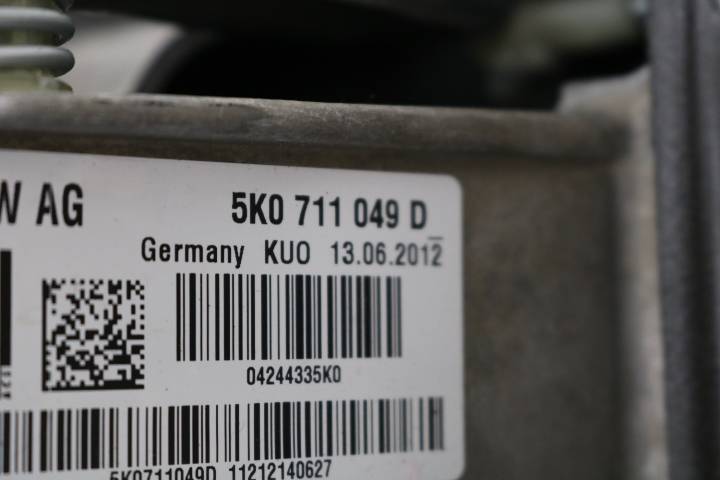 W AG 5K0 711 049 D
Germany KUO 13.06.2012
04244335K0
5K0711049D 11212140627